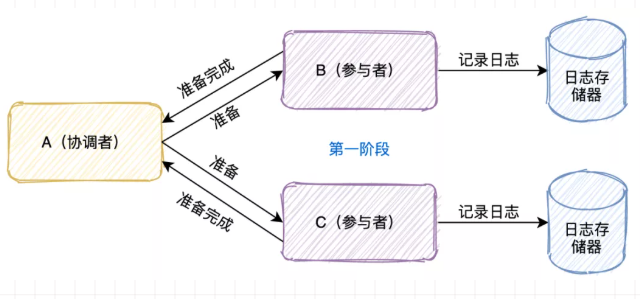 准备完成
B（参与者）
记录日志
日志存
储器
准备
A（协调者）
第一阶段
准备
准备完成
C（参与者）
记录日志
日志存
储器